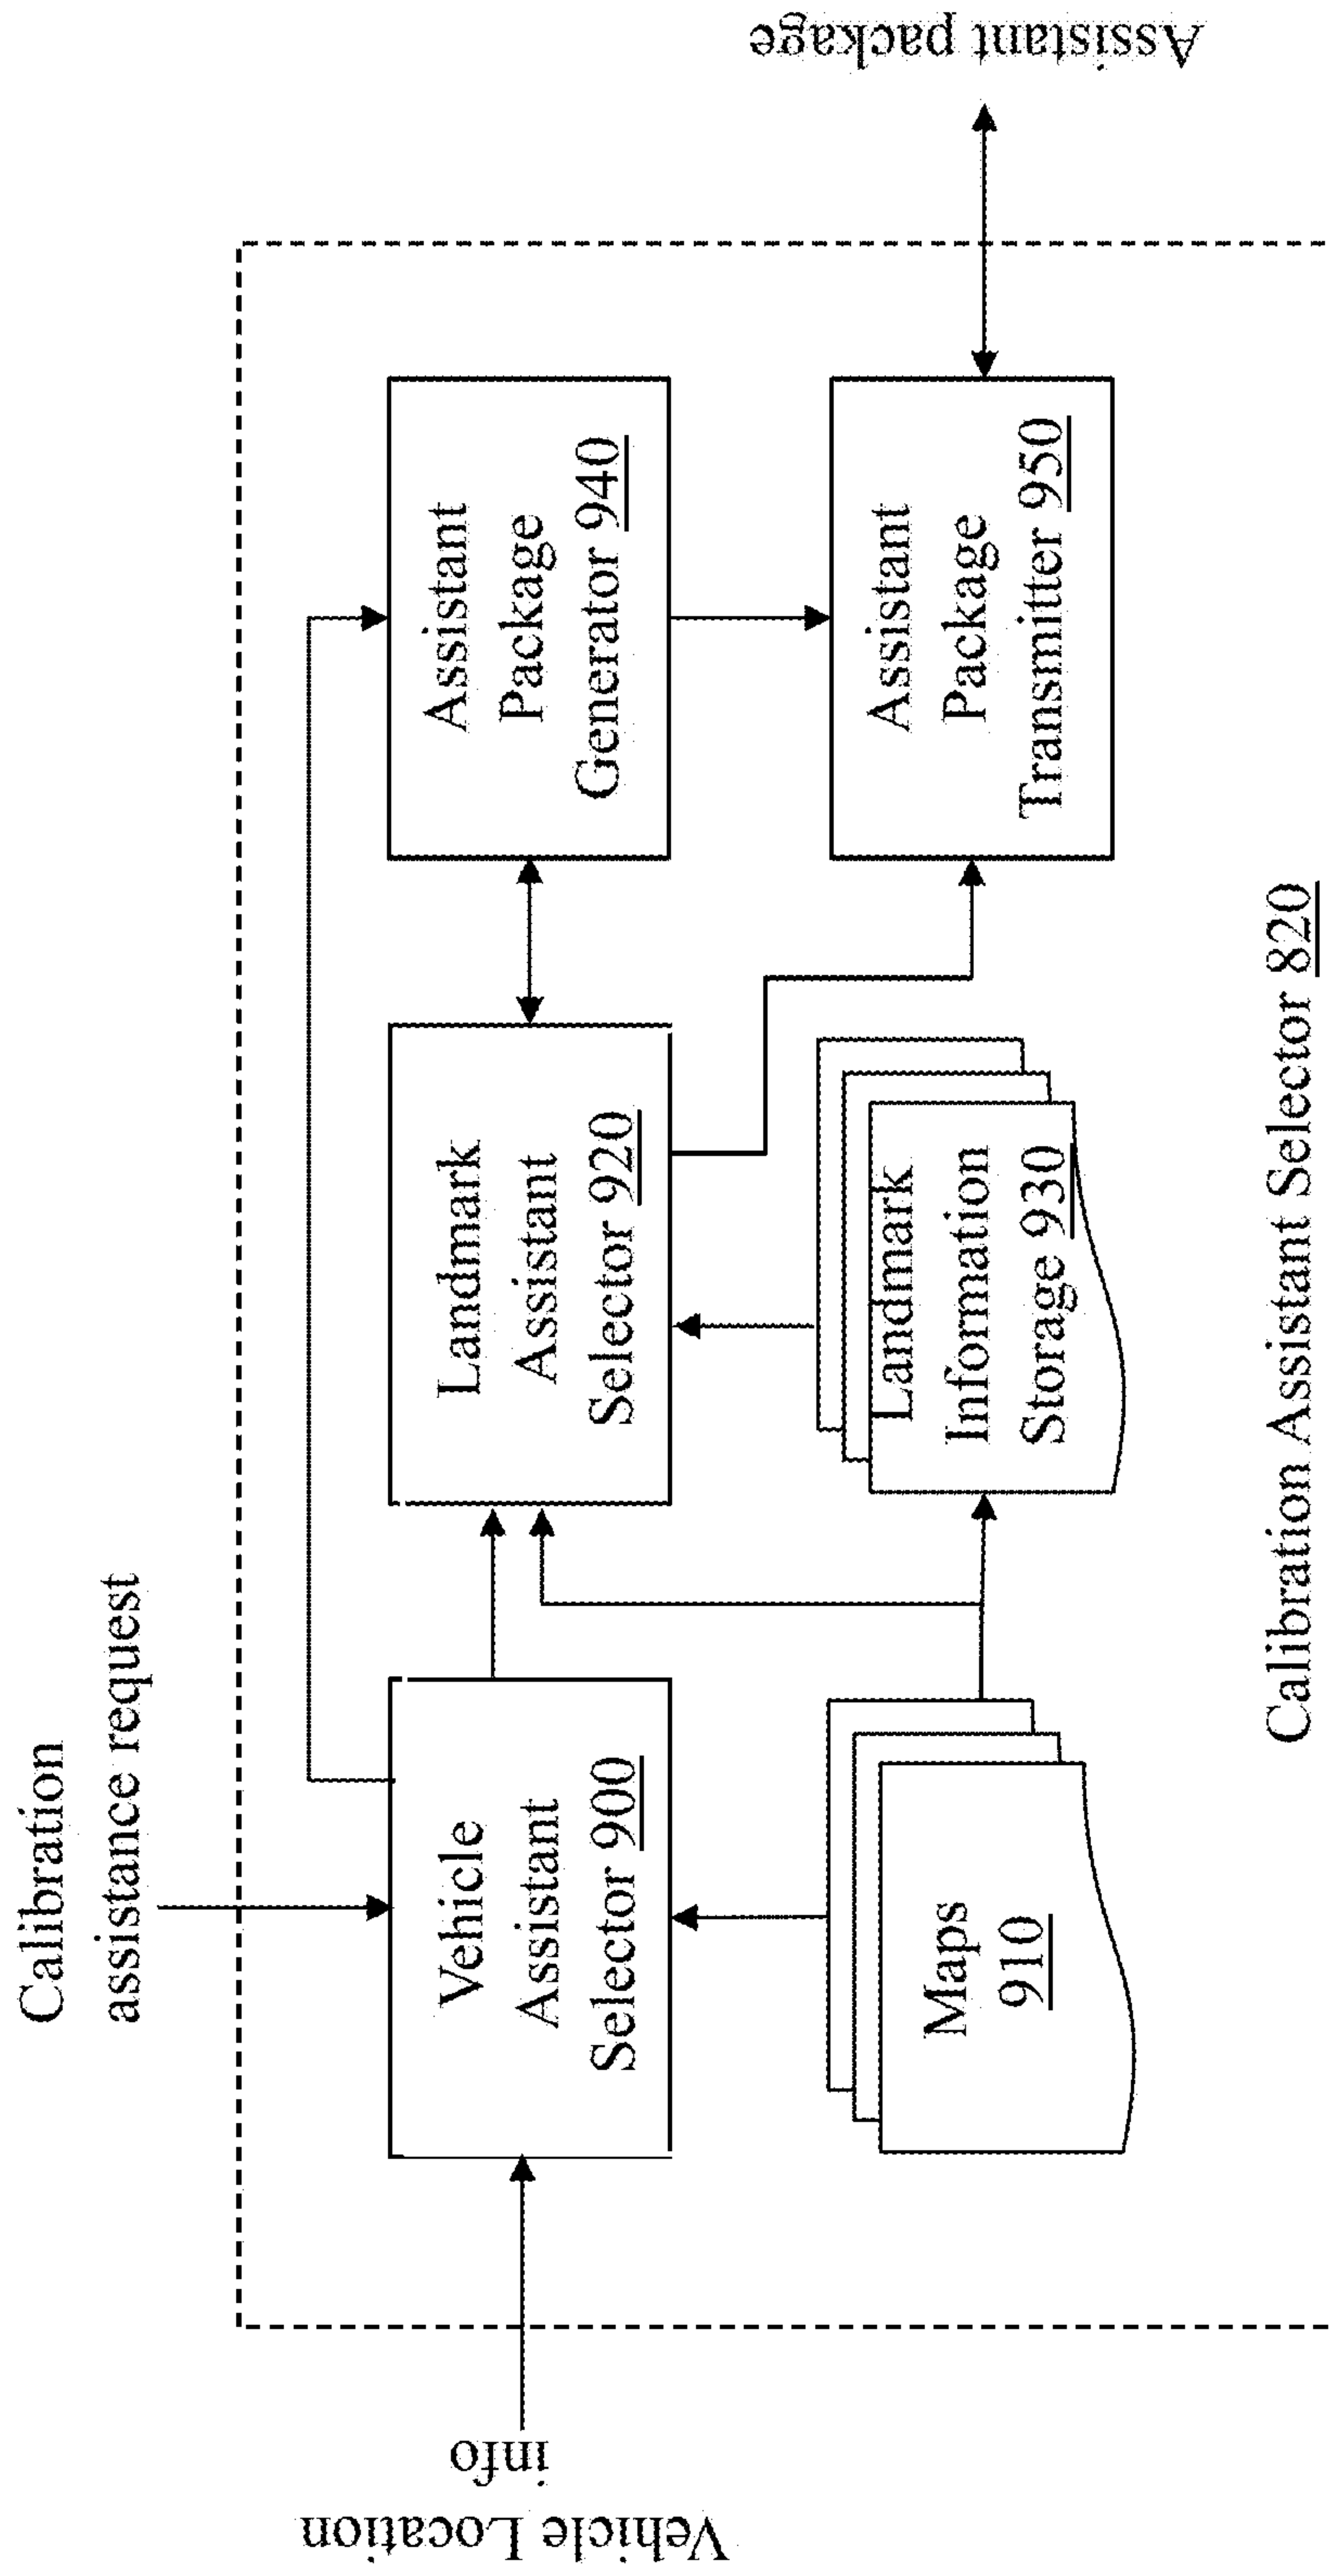 Calibration
assistance request
Vehicle Location
info
Vehicle
Assistant
Selector 900
Landmark
Assistant
Selector 920
Assistant
Package
Generator 940
Maps
910
Landmark
Information
Storage 930
Assistant
Package
Transmitter 950
Assistant package
Calibration Assistant Selector 820